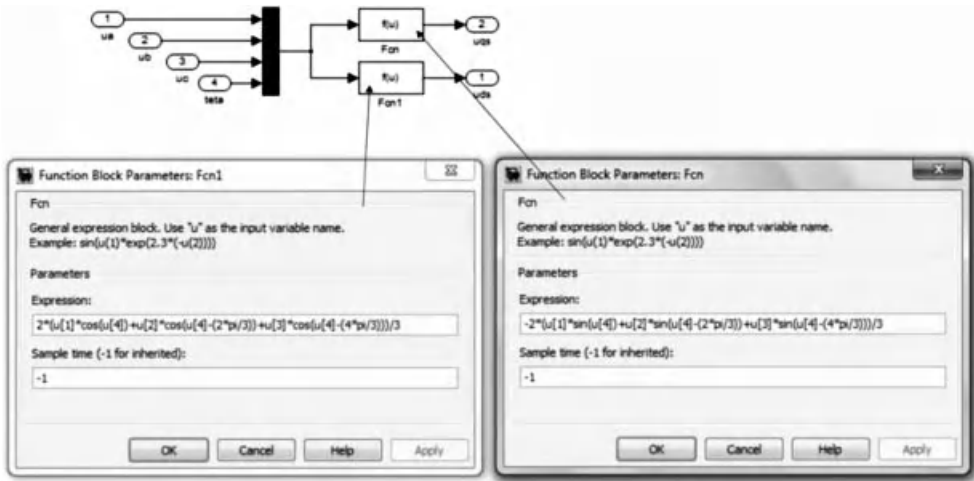 1
ua
2
ub
3
uc
4
teta
f(u)
Fcn
f(u)
Fcn1
2
uqs
1
uds
Function Block Parameters: Fcn1
Fcn
General expression block. Use "u" as the input variable name.
Example: sin(u(1)*exp(2.3*(-u(2))))
Parameters
Expression:
2*(u[1]*cos(u[4])+u[2]*cos(u[4]-(2*pi/3))+u[3]*cos(u[4]-(4*pi/3)))/3
Sample time (-1 for inherited):
-1
OK Cancel Help Apply
Function Block Parameters: Fcn
Fcn
General expression block. Use "u" as the input variable name.
Example: sin(u(1)*exp(2.3*(-u(2))))
Parameters
Expression:
-2*(u[1]*sin(u[4])+u[2]*sin(u[4]-(2*pi/3))+u[3]*sin(u[4]-(4*pi/3)))/3
Sample time (-1 for inherited):
-1
OK Cancel Help Apply